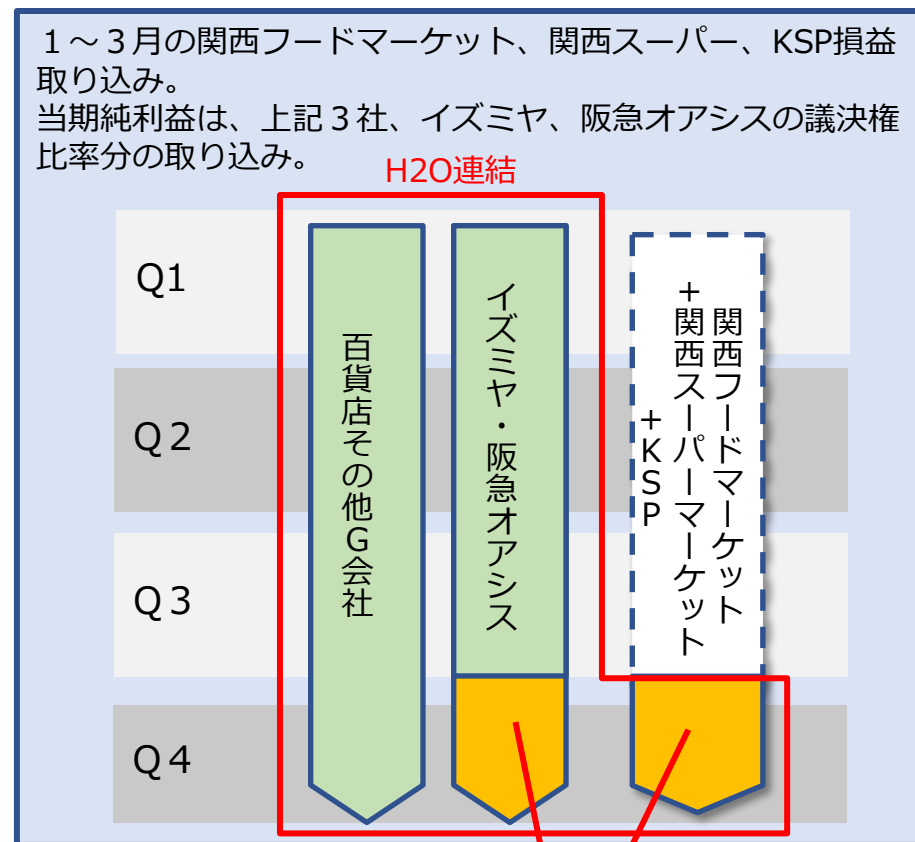 １～３月の関西フードマーケット、関西スーパー、KSP損益
取り込み。
当期純利益は、上記３社、イズミヤ、阪急オアシスの議決権
比率分の取り込み。
H2O連結
Q1
Q２
Q３
Q４
百貨店その他Ｇ会社
イズミヤ・阪急オアシス
関西フードマーケット
＋関西スーパーマーケット
＋ＫＳＰ